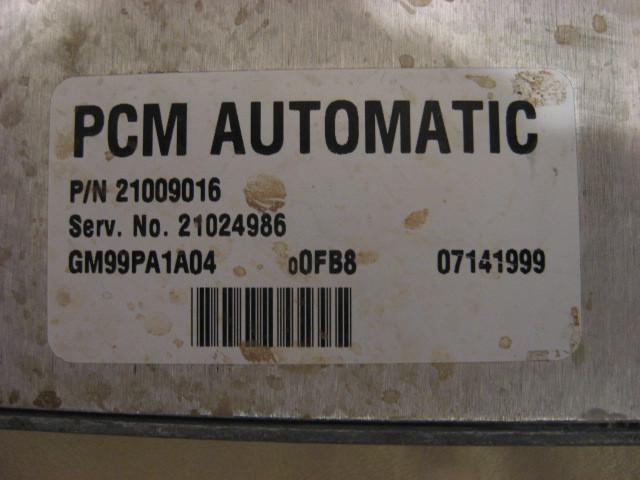 PCM AUTOMATIC
P/N 21009016
Serv. No. 21024986
GM99PA1A04 o0FB8 07141999